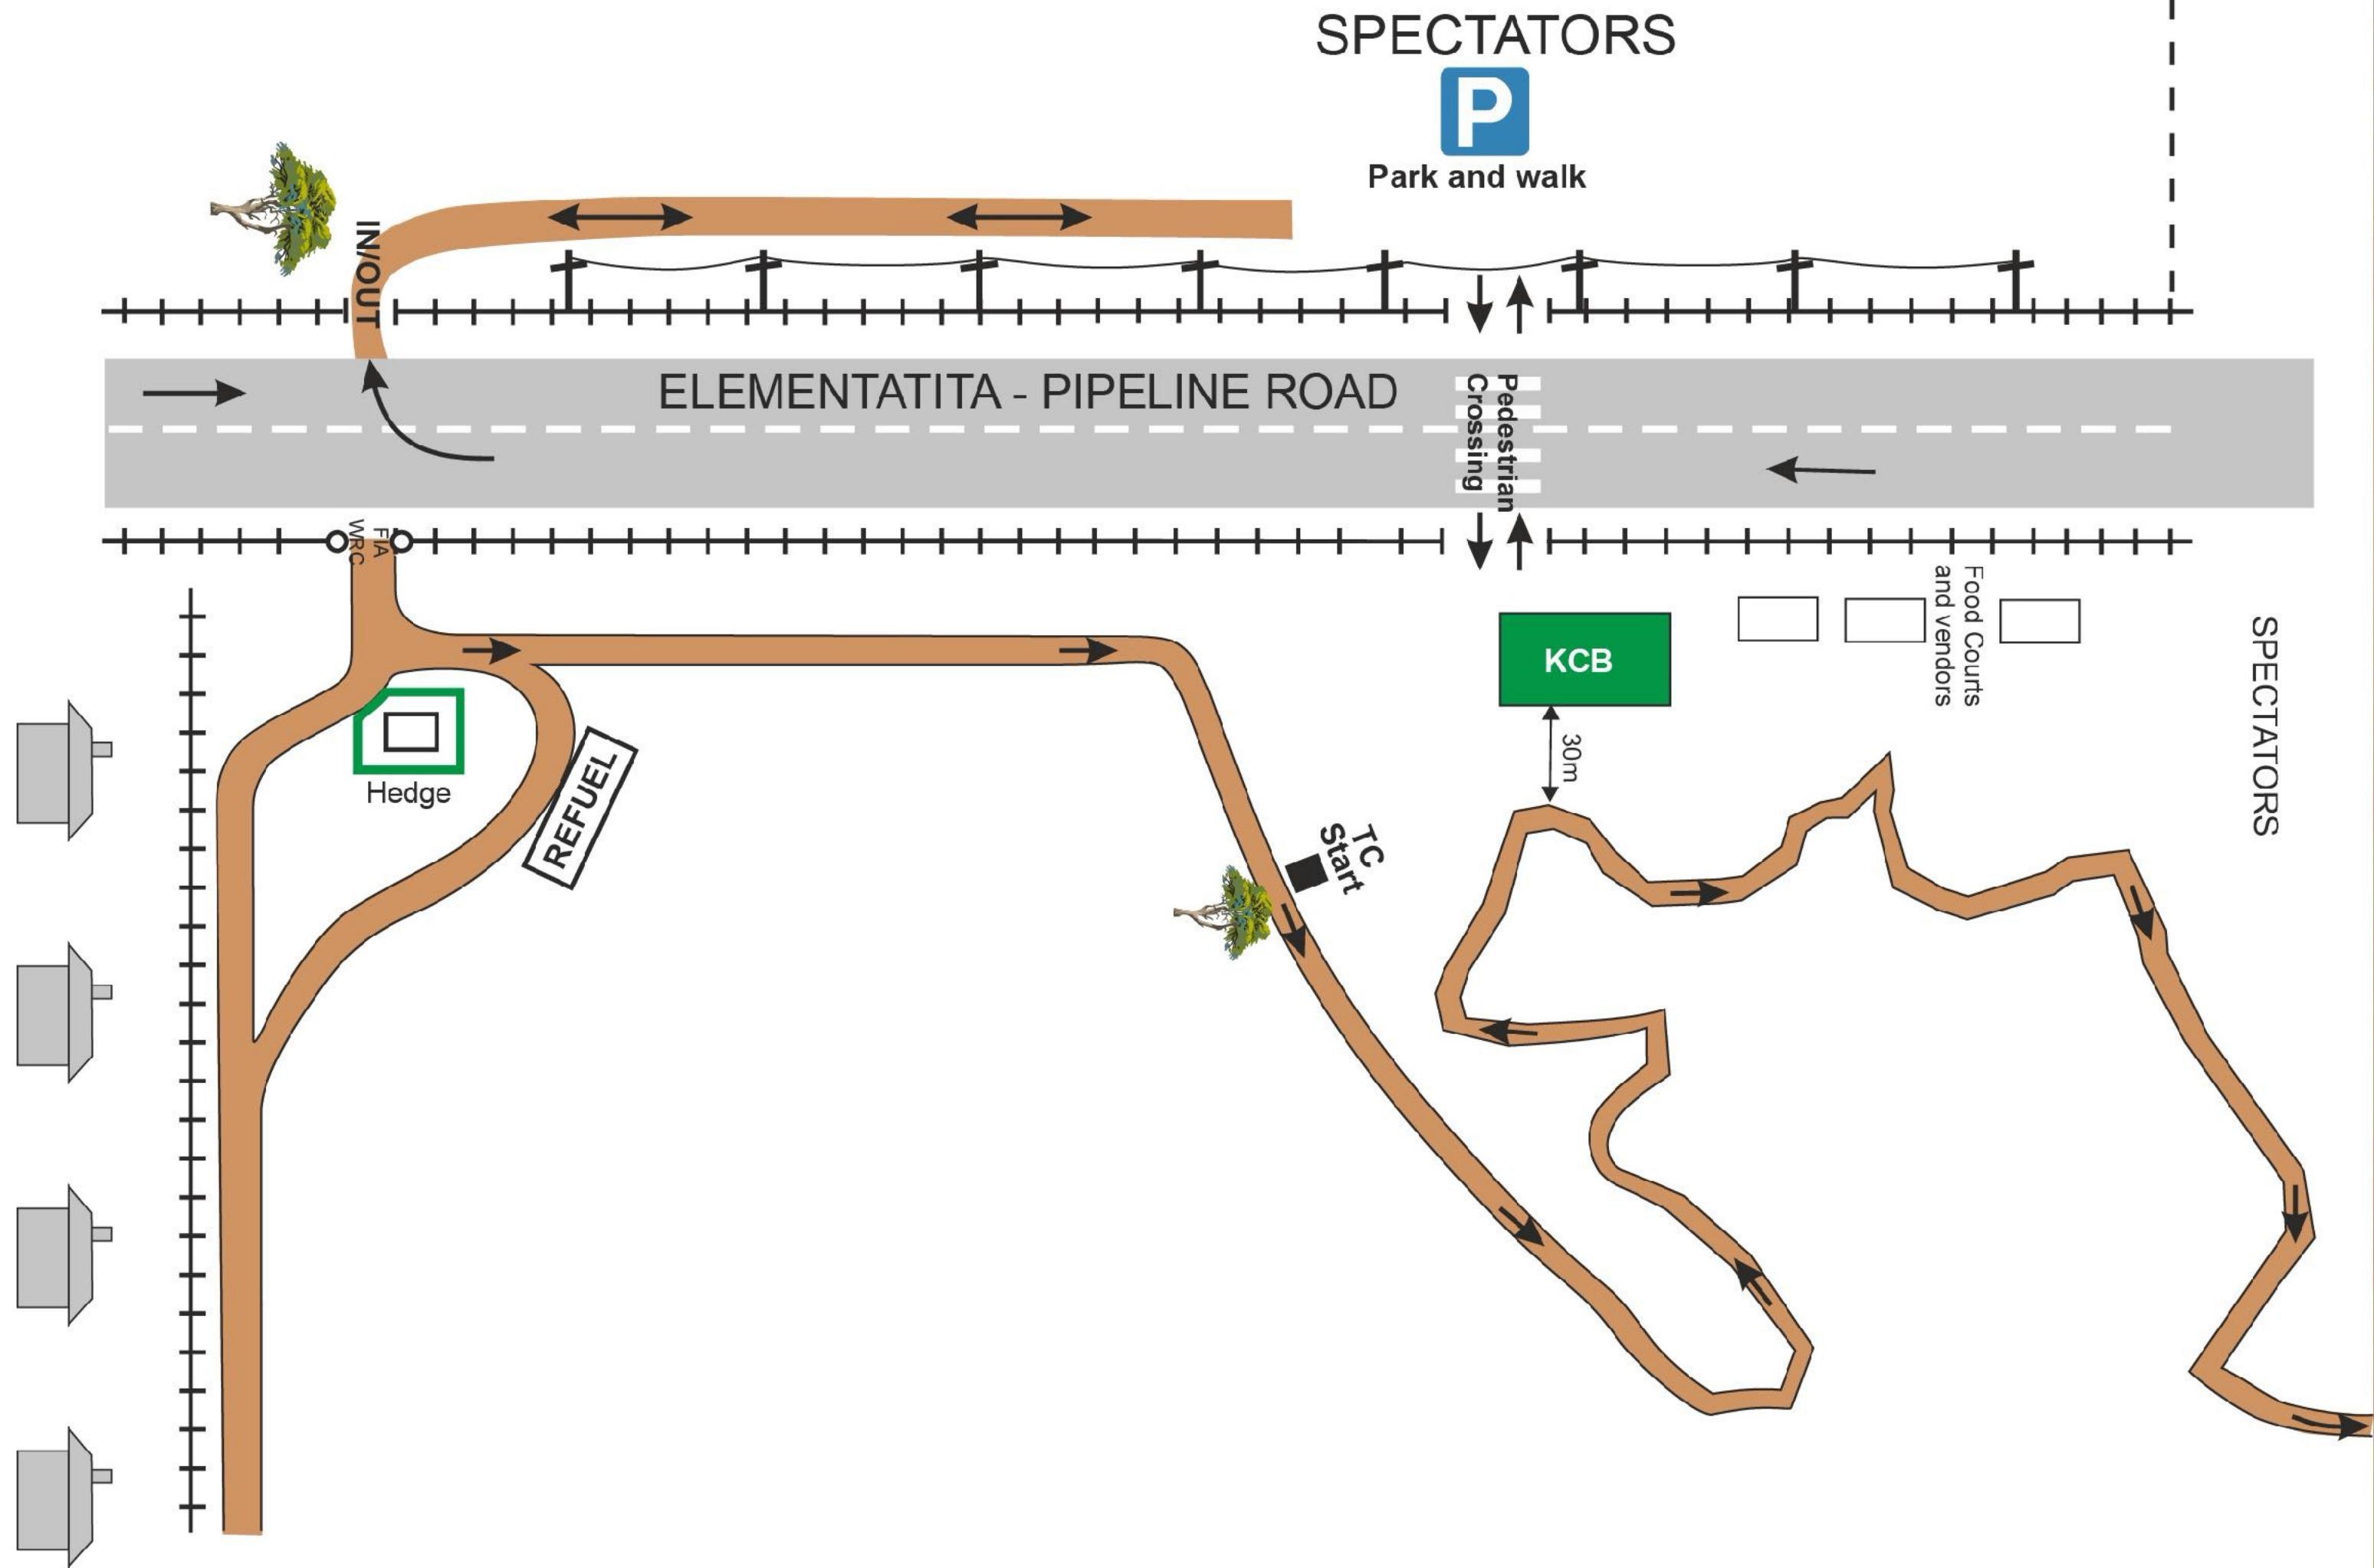 SPECTATORS
P
Park and walk
IN/OUT
ELEMENTATITA - PIPELINE ROAD
Pedestrian
Crossing
FIA
WRC
Food Courts
and vendors
KCB
SPECTATORS
30m
Hedge
REFUEL
TC
Start